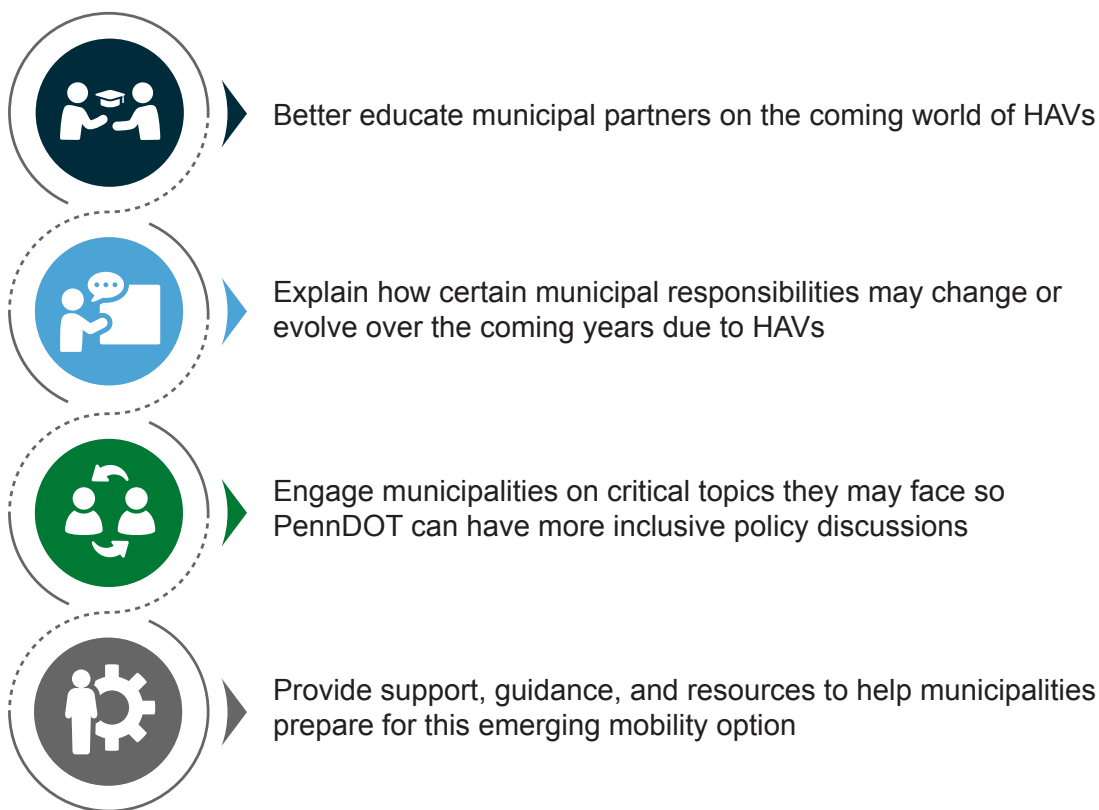 Better educate municipal partners on the coming world of HAVs
Explain how certain municipal responsibilities may change or
evolve over the coming years due to HAVs
Engage municipalities on critical topics they may face so
PennDOT can have more inclusive policy discussions
Provide support, guidance, and resources to help municipalities
prepare for this emerging mobility option